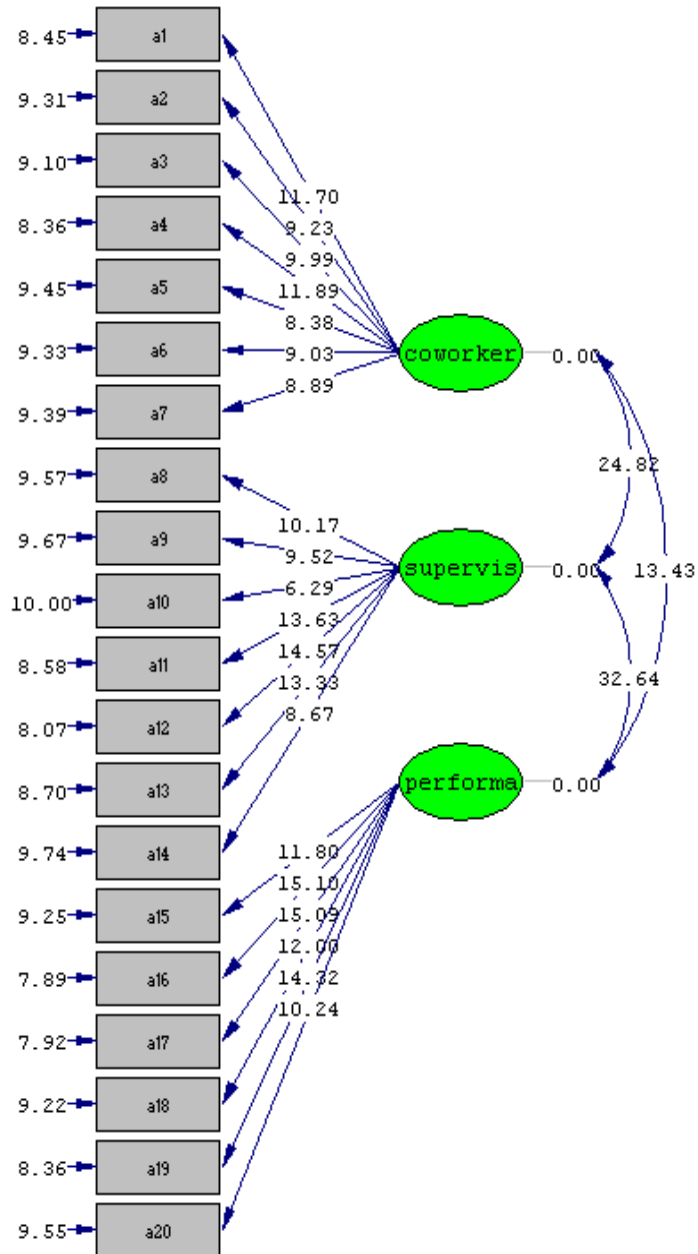 8.45 a1
9.31 a2
9.10 a3
11.70
8.36 a4
9.23
9.99
9.45 a5
11.89
8.38
9.33 a6
9.03
coworker 0.00
8.89
9.39 a7
9.57 a8
24.82
10.17
9.67 a9
9.52
supervis 0.00 13.43
10.00 a10
6.29
13.63
8.58 a11
14.57
13.33
32.64
8.07 a12
8.67
8.70 a13
performa 0.00
9.74 a14
11.80
15.10
9.25 a15
15.09
12.00
7.89 a16
14.32
10.24
7.92 a17
9.22 a18
8.36 a19
9.55 a20